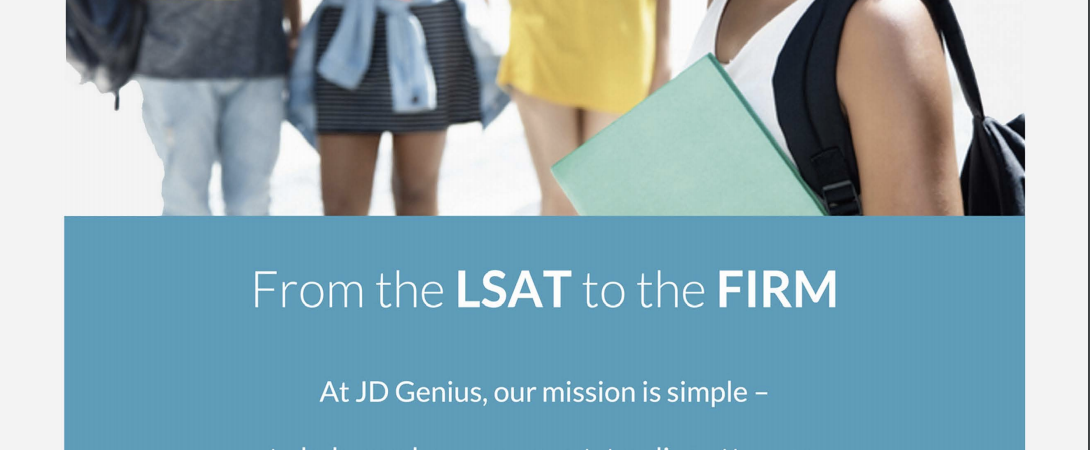 From the LSAT to the FIRM
At JD Genius, our mission is simple –